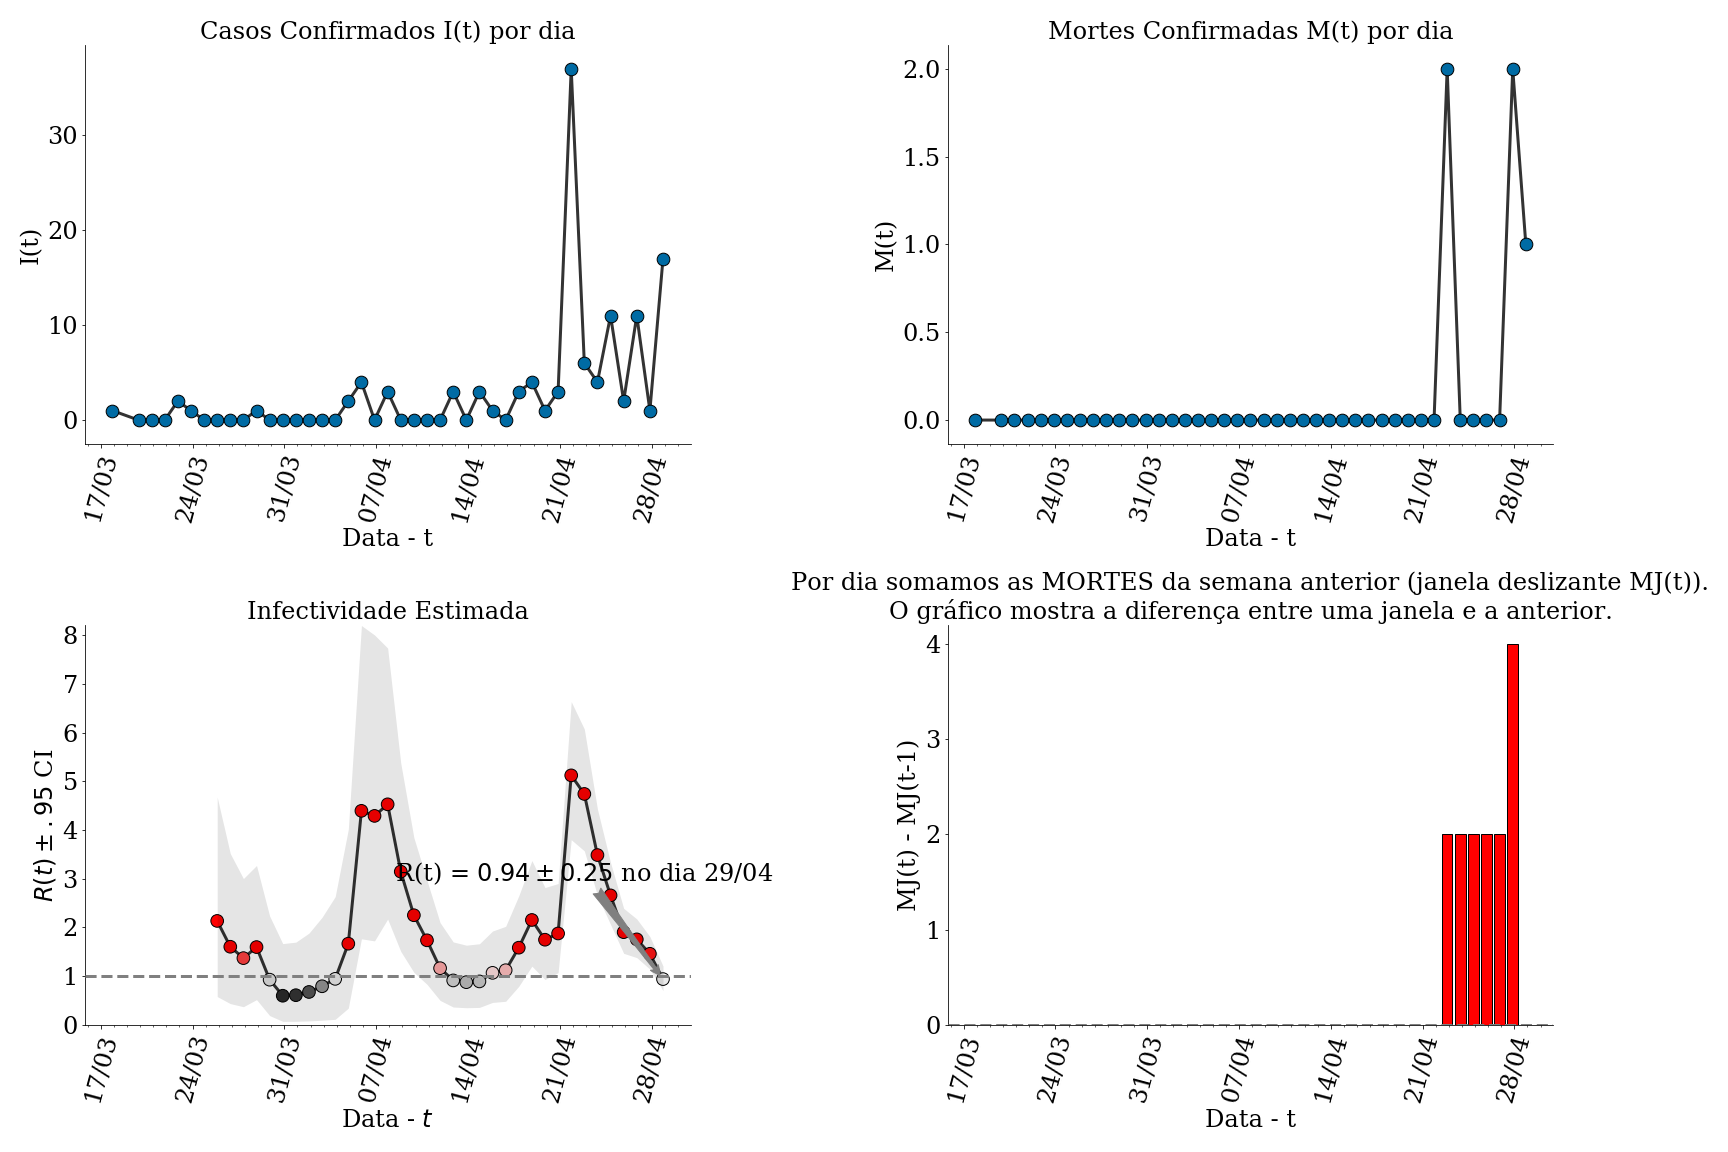 Casos Confirmados I(t) por dia
I(t)
30
20
10
0
17/03 24/03 31/03 07/04 14/04 21/04 28/04
Data - t
Mortes Confirmadas M(t) por dia
M(t)
2.0
1.5
1.0
0.5
0.0
17/03 24/03 31/03 07/04 14/04 21/04 28/04
Data - t
Infectividade Estimada
R(t) ± .95 CI
8
7
6
5
4
3
2
1
0
R(t) = 0.94 ± 0.25 no dia 29/04
17/03 24/03 31/03 07/04 14/04 21/04 28/04
Data - t
Por dia somamos as MORTES da semana anterior (janela deslizante MJ(t)).
O gráfico mostra a diferença entre uma janela e a anterior.
MJ(t) - MJ(t-1)
4
3
2
1
0
17/03 24/03 31/03 07/04 14/04 21/04 28/04
Data - t